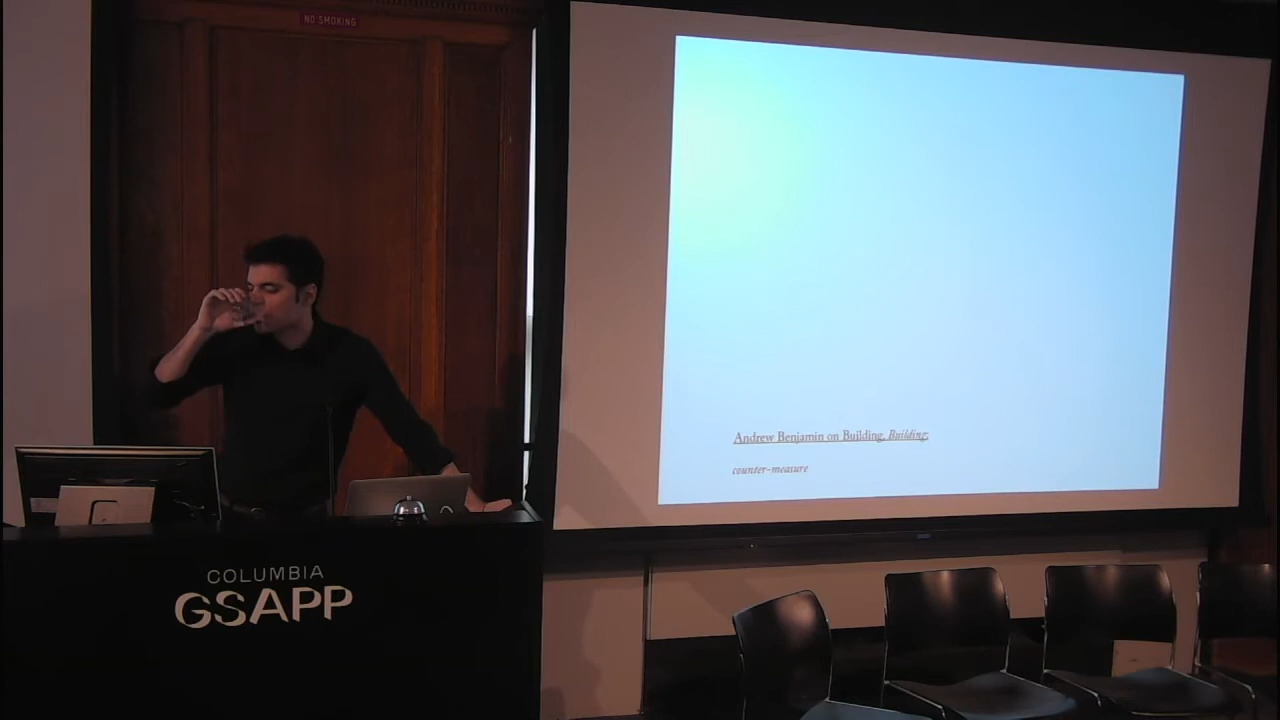 NO SMOKING
Andrew Benjamin on Building, Building:
counter-measure
COLUMBIA
GSAPP